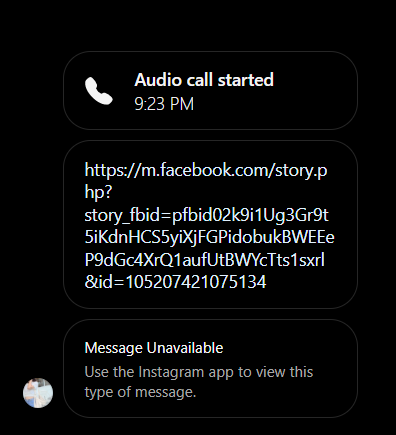 Audio call started
9:23 PM
https://m.facebook.com/story.p
hp?
story_fbid=pfbid02k9i1Ug3Gr9t
5iKdnHCS5yiXjFGPidobukBWEEe
P9dGc4XrQ1aufUtBWYcTts1sxrl
&id=105207421075134
Message Unavailable
Use the Instagram app to view this
type of message.